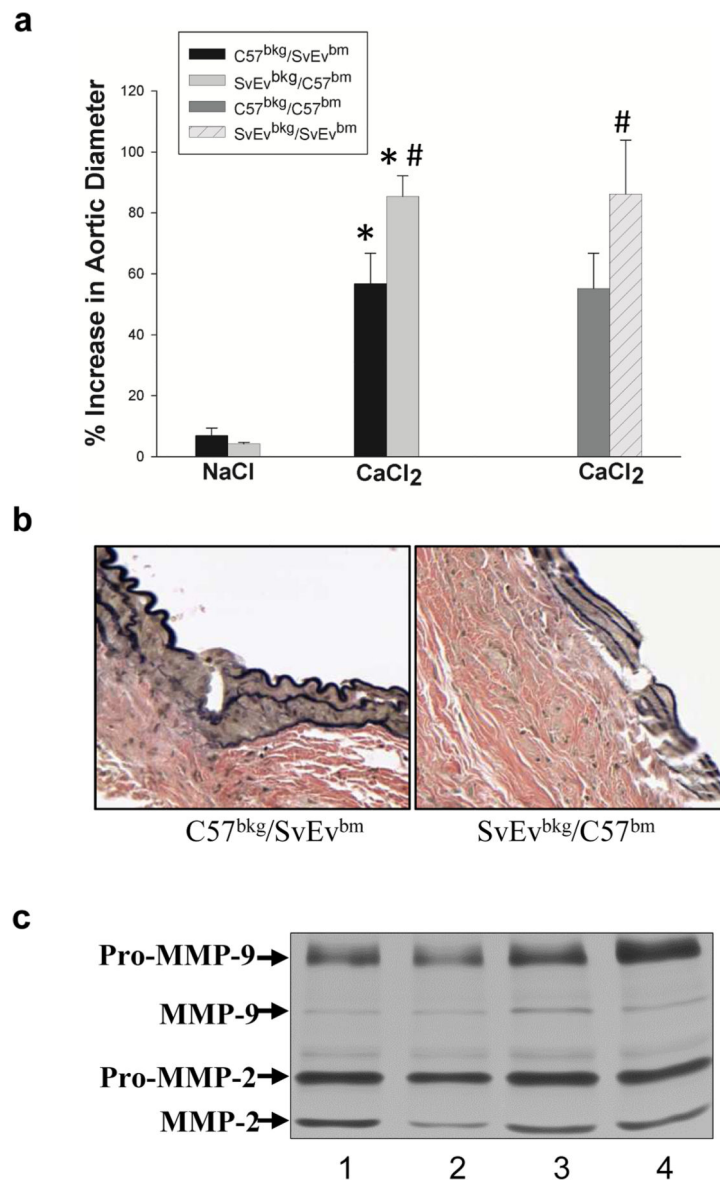 a
C57bkg/SvEvbm
SvEvbkg/C57bm
C57bkg/C57bm
SvEvbkg/SvEvbm
% Increase in Aortic Diameter
120
100
80
60
40
20
0
* 
* #
#
NaCl
CaCl2
CaCl2
b
C57bkg/SvEvbm
SvEvbkg/C57bm
c
Pro-MMP-9
MMP-9
Pro-MMP-2
MMP-2
1 2 3 4